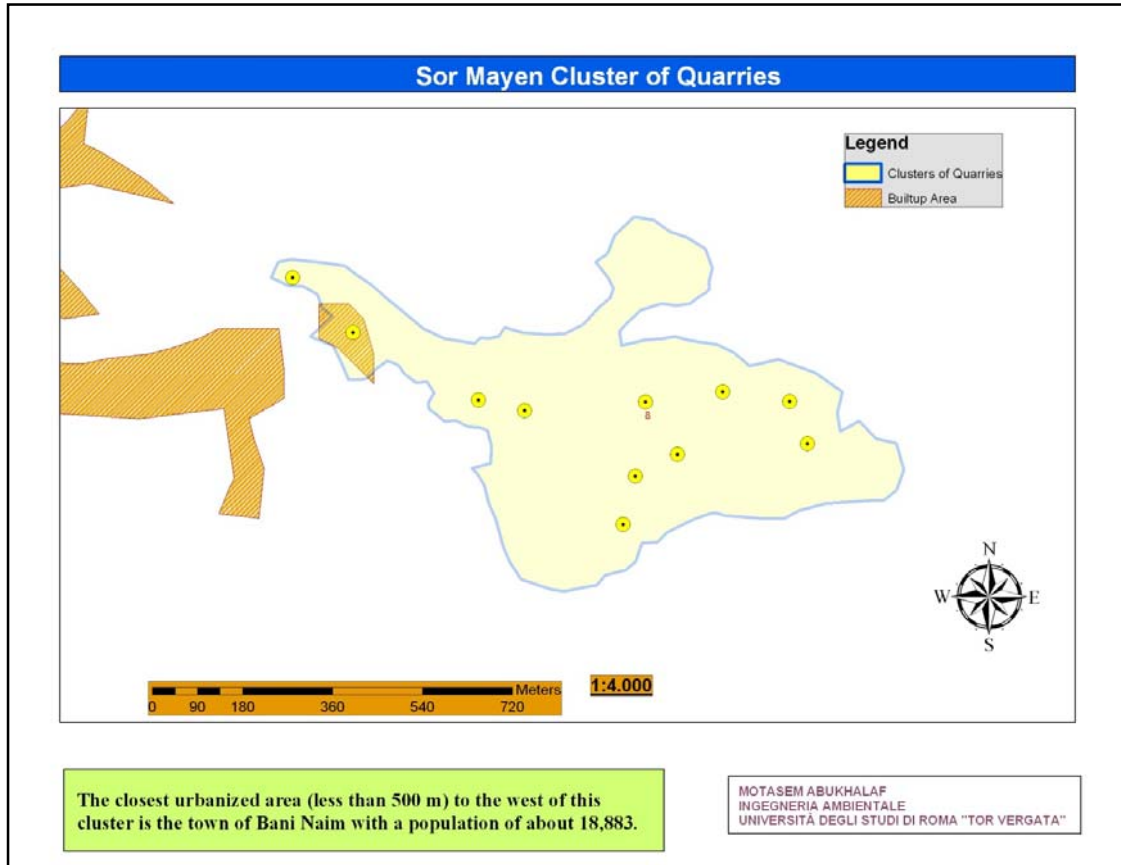 Sor Mayen Cluster of Quarries
Legend
Clusters of Quarries
Builtup Area
8
N
W E
S
Meters
0 90 180 360 540 720
1:4.000
The closest urbanized area (less than 500 m) to the west of this
cluster is the town of Bani Naim with a population of about 18,883.
MOTASEM ABUKHALAF
INGEGNERIA AMBIENTALE
UNIVERSITÀ DEGLI STUDI DI ROMA "TOR VERGATA"